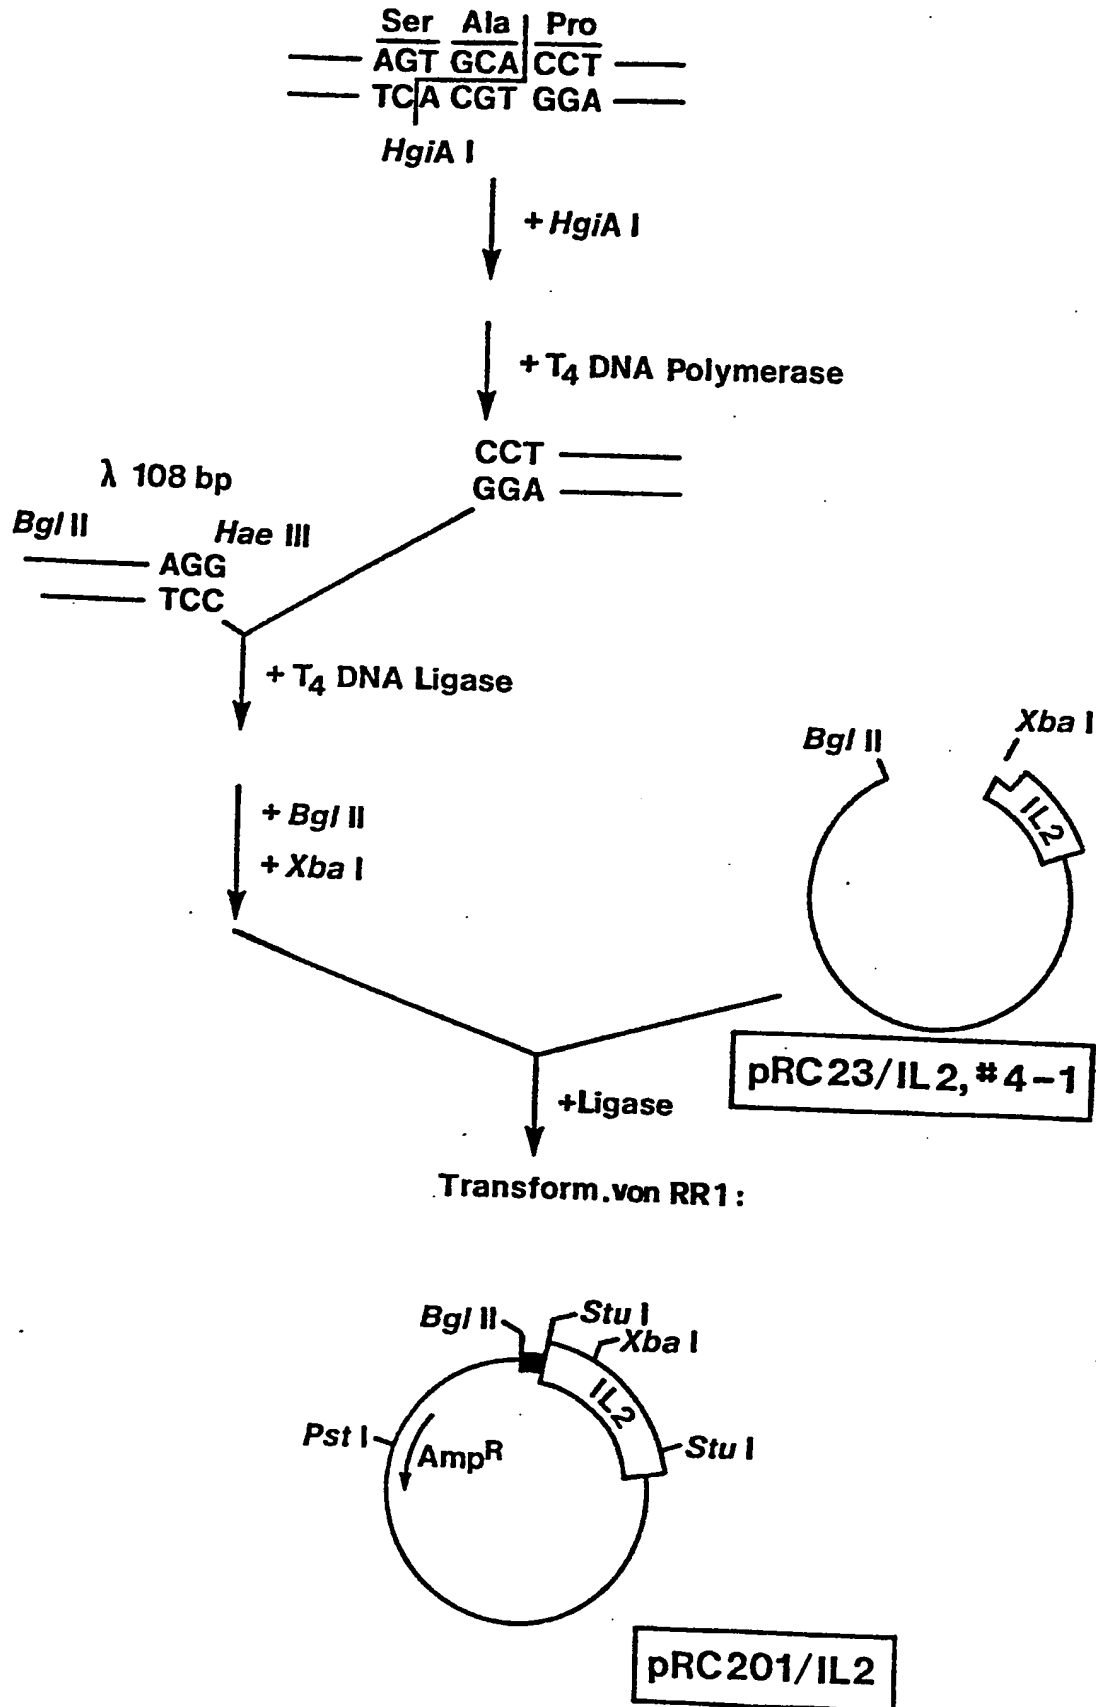 Ser Ala Pro
AGT GCA CCT
TCA CGT GGA
HgiA I
+ HgiA I
+ T4 DNA Polymerase
CCT
GGA
λ 108 bp
Bgl II
Hae III
AGG
TCC
+ T4 DNA Ligase
Bgl II
Xba I
IL2
+ Bgl II
+ Xba I
pRC23/IL2, #4-1
+Ligase
Transform.von RR1:
Bgl II
Stu I
Xba I
IL2
Pst I
AmpR
Stu I
pRC201/IL2